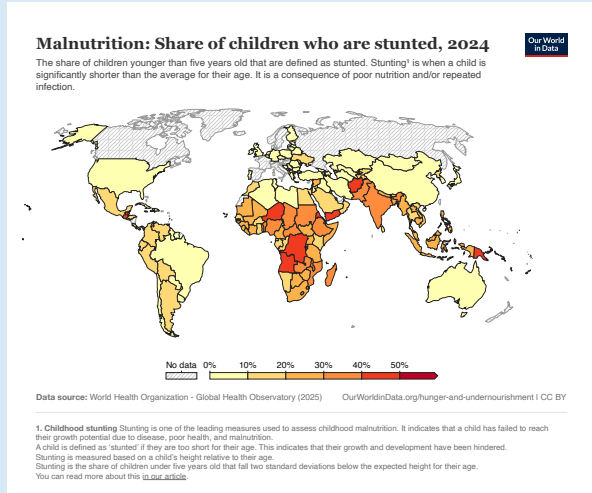 Malnutrition: Share of children who are stunted, 2024
Our World
in Data
The share of children younger than five years old that are defined as stunted. Stunting¹ is when a child is
significantly shorter than the average for their age. It is a consequence of poor nutrition and/or repeated
infection.
No data 0% 10% 20% 30% 40% 50%
Data source: World Health Organization - Global Health Observatory (2025) OurWorldinData.org/hunger-and-undernourishment I CC BY
1. Childhood stunting Stunting is one of the leading measures used to assess childhood malnutrition. It indicates that a child has failed to reach
their growth potential due to disease, poor health, and malnutrition.
A child is defined as 'stunted' if they are too short for their age. This indicates that their growth and development have been hindered.
Stunting is measured based on a child's height relative to their age.
Stunting is the share of children under five years old that fall two standard deviations below the expected height for their age.
You can read more about this in our article.